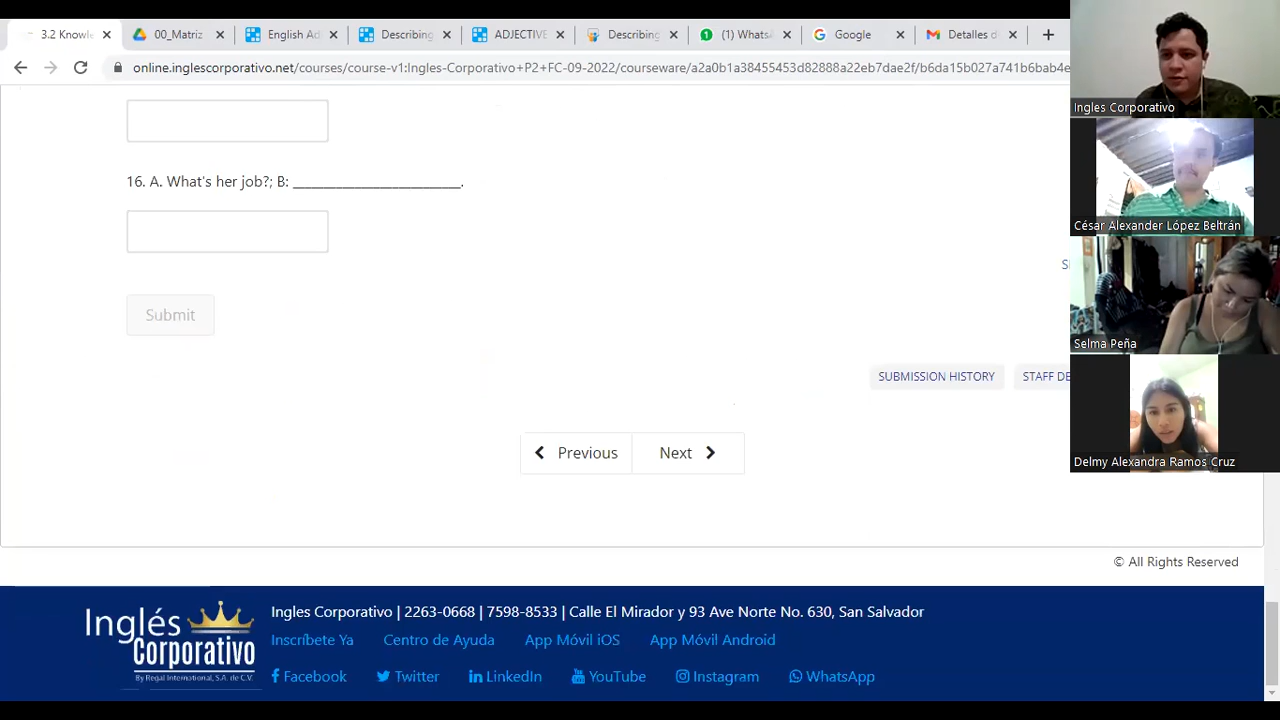 3.2 Knowle
00_Matriz
English Ad
Describing
ADJECTIVE
Describing
(1) Whats
Google
Detalles d
online.inglescorporativo.net/courses/course-v1:Ingles-Corporativo+P2+FC-09-2022/courseware/a2a0b1a38455453d82888a22eb7dae2f/b6da15b027a741b6bab4e
Ingles Corporativo
César Alexander López Beltrán
Selma Peña
Delmy Alexandra Ramos Cruz
16. A. What's her job?; B: ________________________.
Submit
SUBMISSION HISTORY
STAFF DE
Previous
Next
© All Rights Reserved
Inglés
Corporativo
By Regal International, S.A. de C.V.
Ingles Corporativo | 2263-0668 | 7598-8533 | Calle El Mirador y 93 Ave Norte No. 630, San Salvador
Inscríbete Ya
Centro de Ayuda
App Móvil iOS
App Móvil Android
Facebook
Twitter
LinkedIn
YouTube
Instagram
WhatsApp